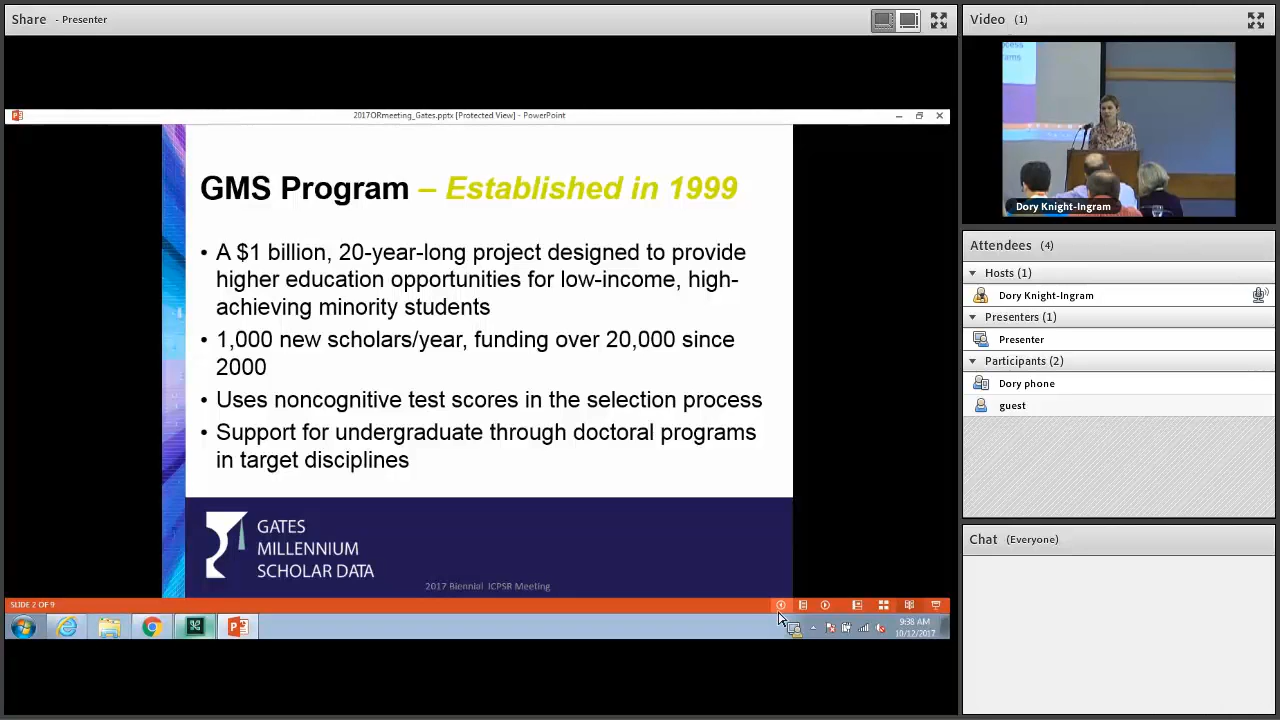 Share - Presenter
Video (1)
2017ORmeeting_Gates.pptx [Protected View] - PowerPoint
GMS Program – Established in 1999
• A $1 billion, 20-year-long project designed to provide
higher education opportunities for low-income, high-
achieving minority students
• 1,000 new scholars/year, funding over 20,000 since
2000
• Uses noncognitive test scores in the selection process
• Support for undergraduate through doctoral programs
in target disciplines
GATES
MILLENNIUM
SCHOLAR DATA
2017 Biennial ICPSR Meeting
SLIDE 2 OF 9
9:38 AM
10/12/2017
Dory Knight-Ingram
Attendees (4)
Hosts (1)
Dory Knight-Ingram
Presenters (1)
Presenter
Participants (2)
Dory phone
guest
Chat (Everyone)